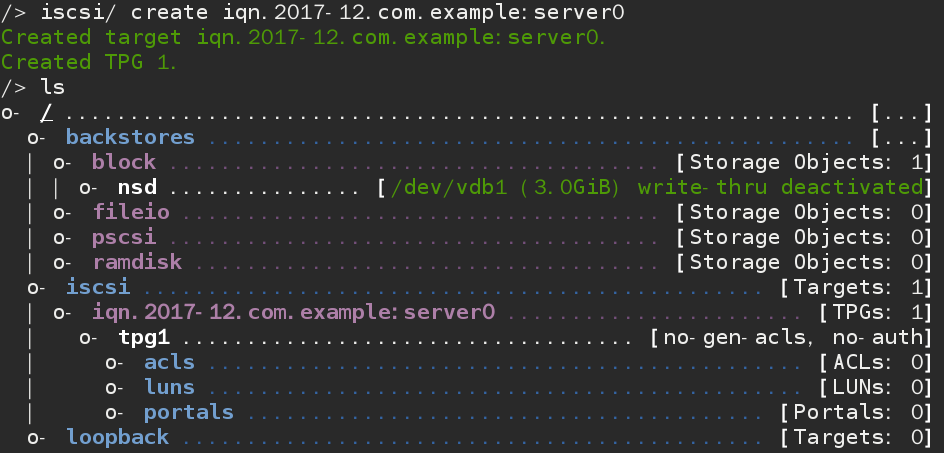 /> iscsi/ create iqn.2017-12.com.example:server0
Created target iqn.2017-12.com.example:server0.
Created TPG 1.
/> ls
o- / ............................................................. [...]
  o- backstores .................................................. [...]
  | o- block ...................................... [Storage Objects: 1]
  | | o- nsd ............... [/dev/vdb1 (3.0GiB) write-thru deactivated]
  | o- fileio ..................................... [Storage Objects: 0]
  | o- pscsi ...................................... [Storage Objects: 0]
  | o- ramdisk .................................... [Storage Objects: 0]
  o- iscsi ................................................ [Targets: 1]
  | o- iqn.2017-12.com.example:server0 ....................... [TPGs: 1]
  |   o- tpg1 ................................... [no-gen-acls, no-auth]
  |     o- acls .............................................. [ACLs: 0]
  |     o- luns .............................................. [LUNs: 0]
  |     o- portals ........................................ [Portals: 0]
  o- loopback ............................................. [Targets: 0]